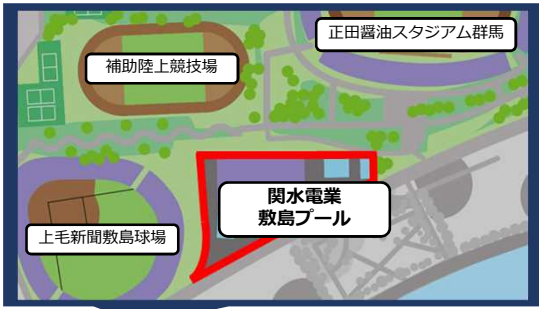 正田醤油スタジアム群馬
補助陸上競技場
関水電業
敷島プール
上毛新聞敷島球場